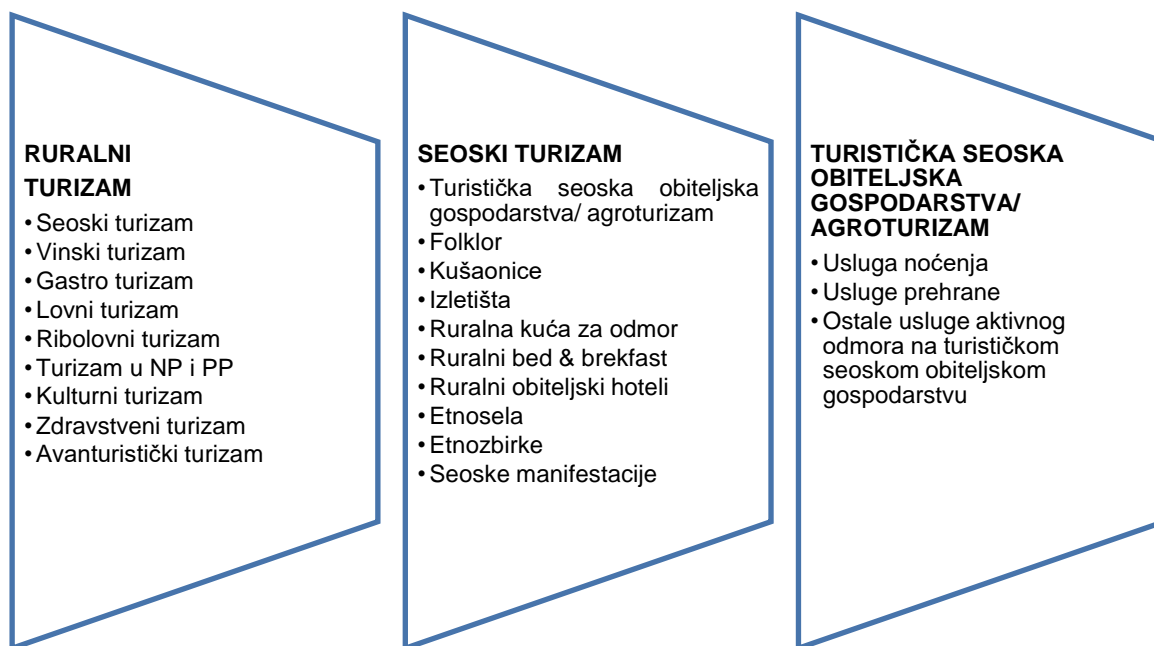 RURALNI
TURIZAM
• Seoski turizam
• Vinski turizam
• Gastro turizam
• Lovni turizam
• Ribolovni turizam
• Turizam u NP i PP
• Kulturni turizam
• Zdravstveni turizam
• Avanturistički turizam
SEOSKI TURIZAM
• Turistička seoska obiteljska
gospodarstva/ agroturizam
• Folklor
• Kušaonice
• Izletišta
• Ruralna kuća za odmor
• Ruralni bed & brekfast
• Ruralni obiteljski hoteli
• Etnosela
• Etnozbirke
• Seoske manifestacije
TURISTIČKA SEOSKA
OBITELJSKA
GOSPODARSTVA/
AGROTURIZAM
• Usluga noćenja
• Usluge prehrane
• Ostale usluge aktivnog
odmora na turističkom
seoskom obiteljskom
gospodarstvu